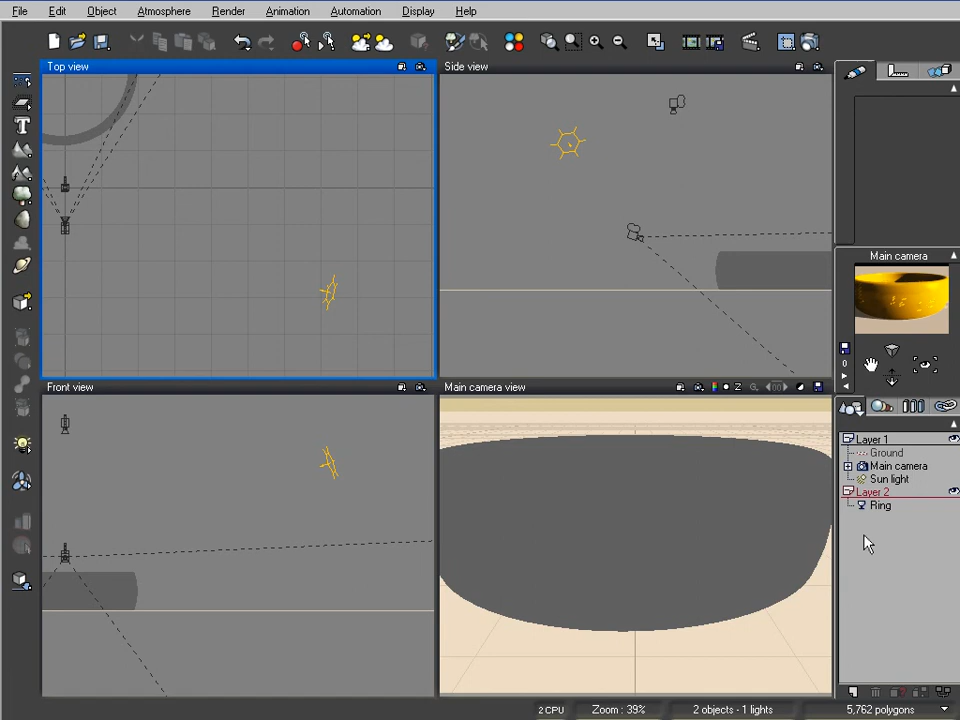 File Edit Object Atmosphere Render Animation Automation Display Help
Top view
Side view
Main camera
0
Front view
Main camera view
Z
Layer 1
Ground
Main camera
Sun light
Layer 2
Ring
2 CPU Zoom : 39% 2 objects - 1 lights 5,762 polygons